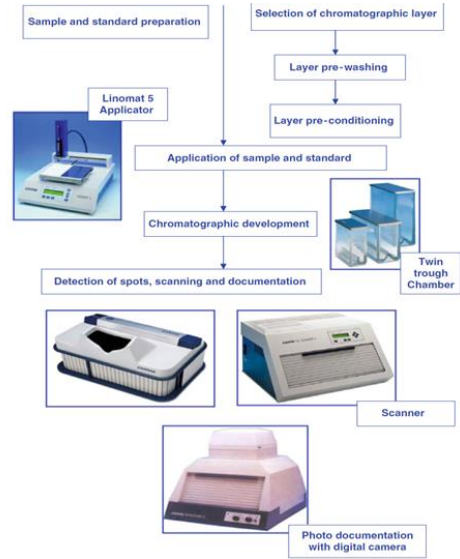 Sample and standard preparation
Selection of chromatographic layer
Layer pre-washing
Linomat 5
Applicator
Layer pre-conditioning
Application of sample and standard
Chromatographic development
Twin
trough
Chamber
Detection of spots, scanning and documentation
Scanner
Photo documentation
with digital camera